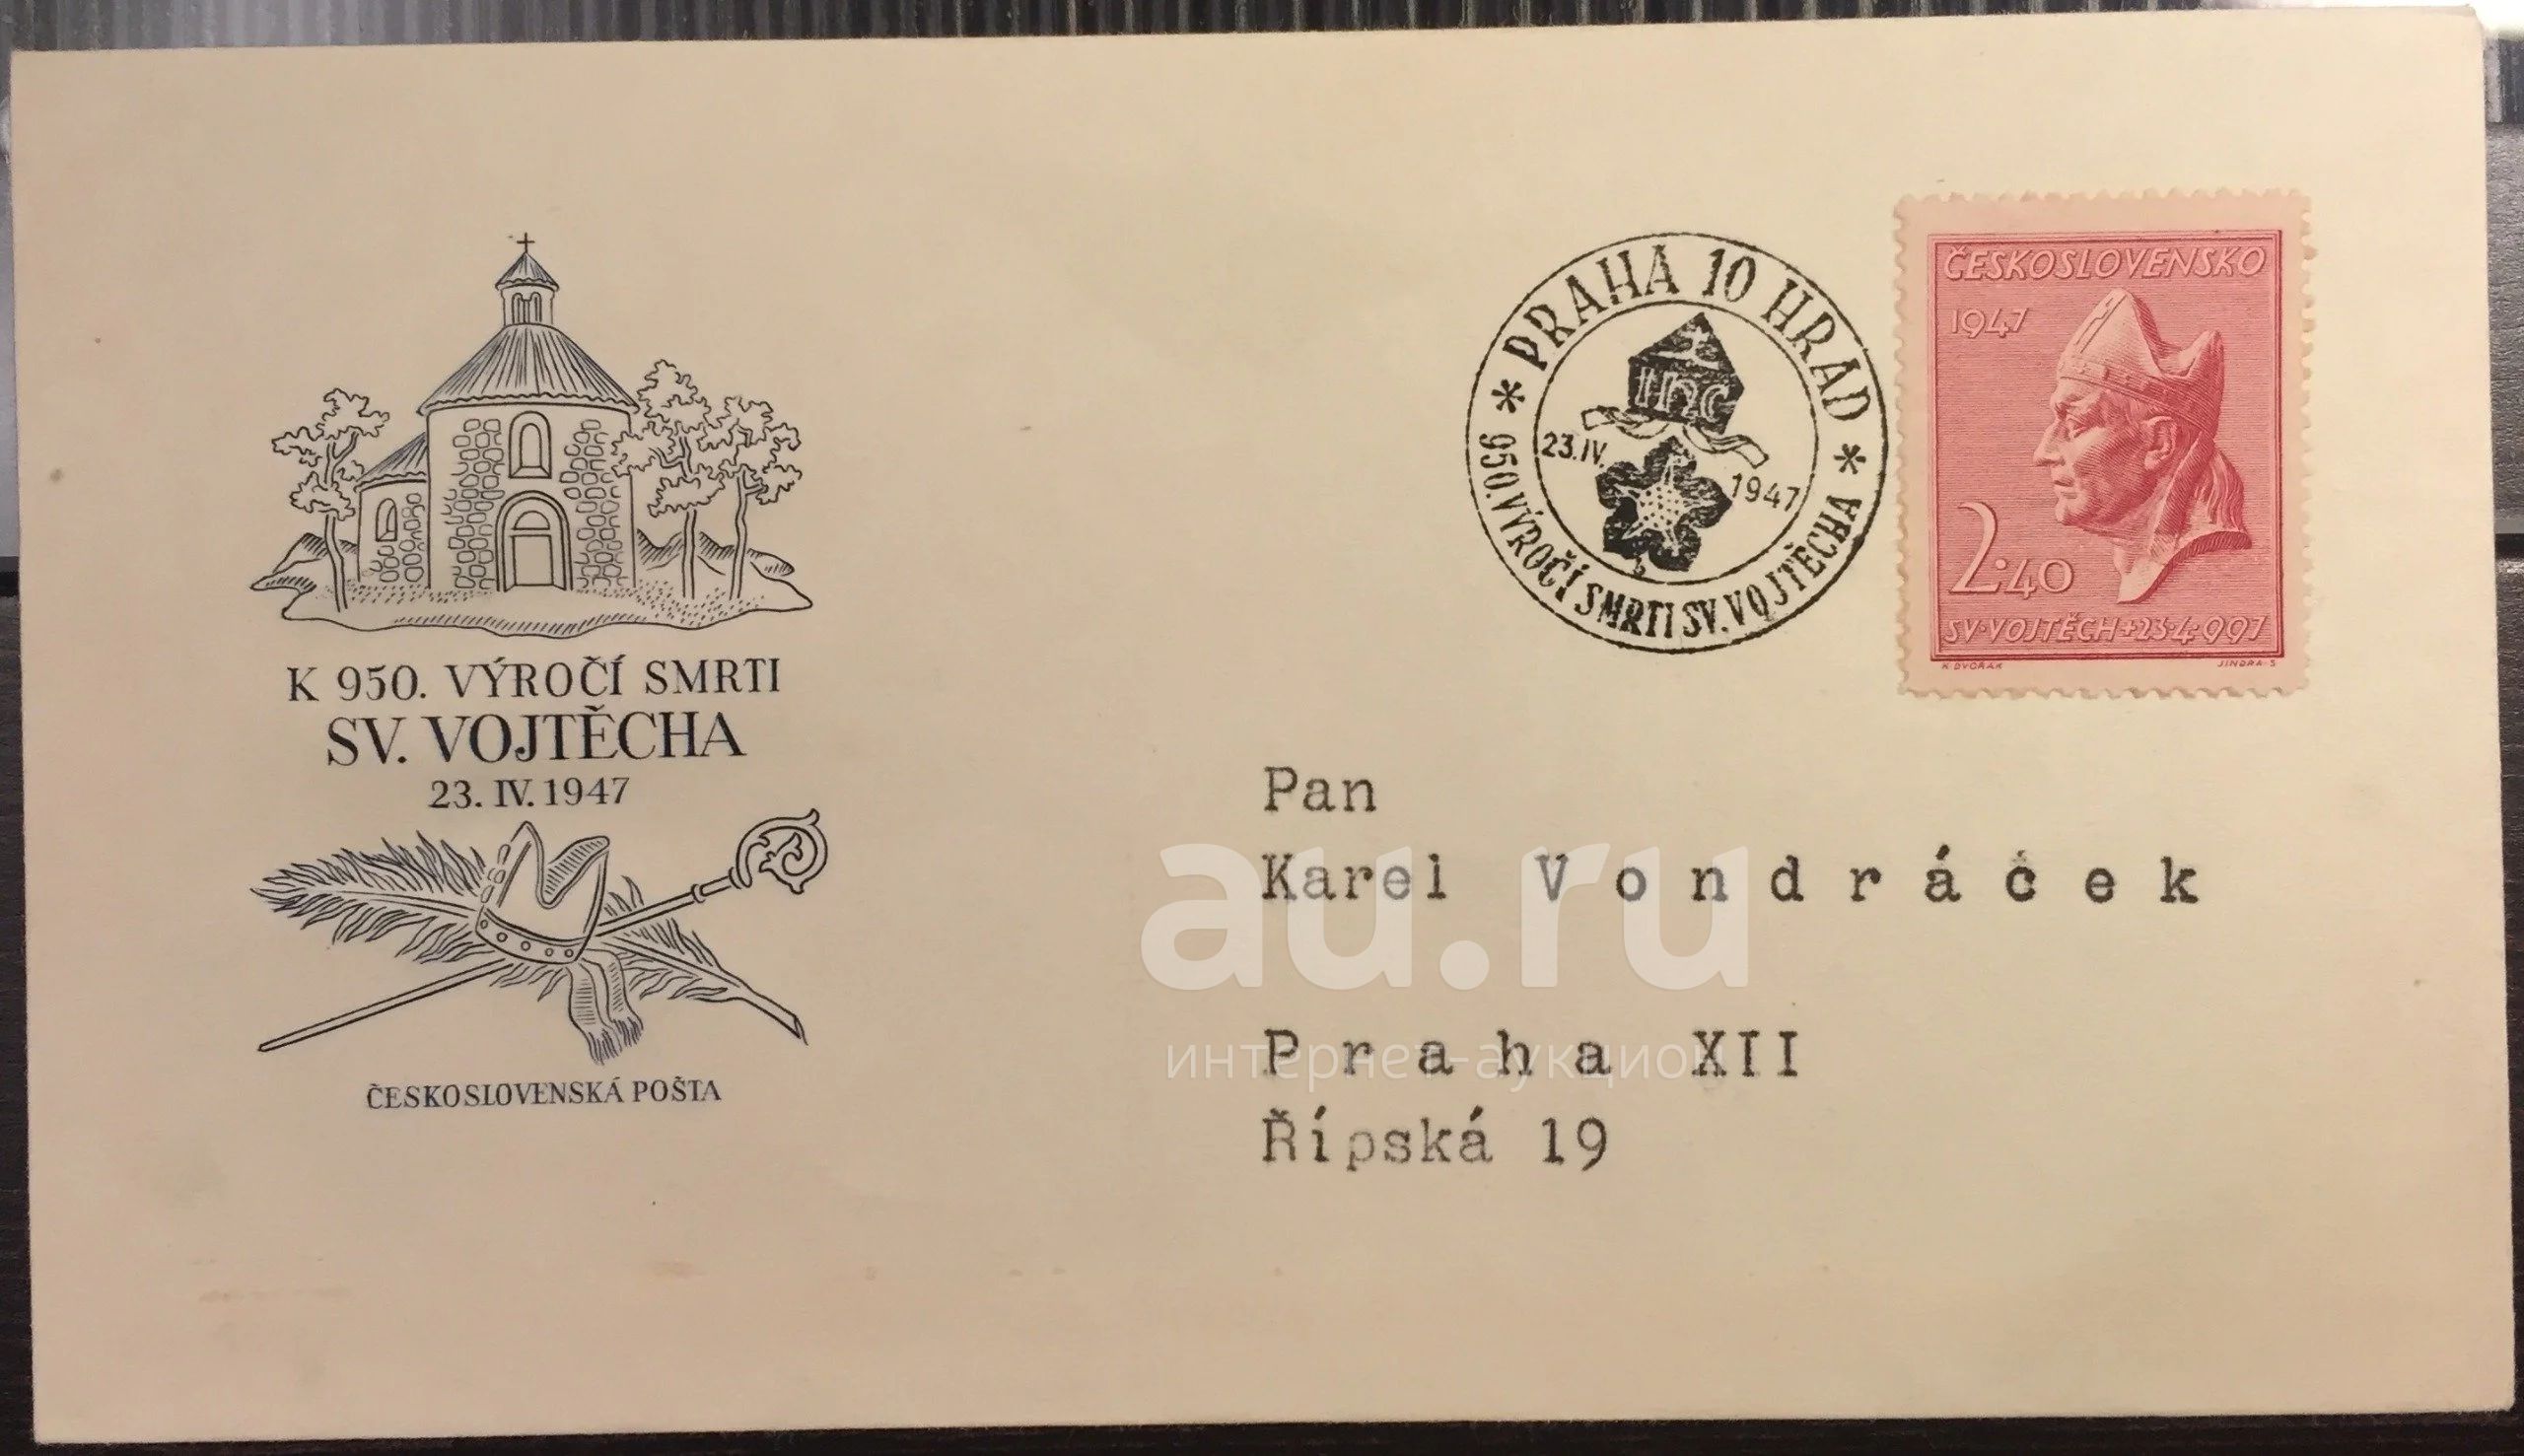 K 950. VÝROČÍ SMRTI
SV. VOJTĚCHA
23. IV. 1947
ČESKOSLOVENSKÁ POŠTA
* PRAHA 10 HRAD *
23.IV. 1947
950. VÝROČÍ SMRTI SV. VOJTĚCHA
ČESKOSLOVENSKO
1947
2·40
SV·VOJTĚCH+23·4·997
K DVOŘÁK JINDRA·S
Pan
Karel Vondráček
Praha XII
Řípská 19
au.ru
интернет-аукцион